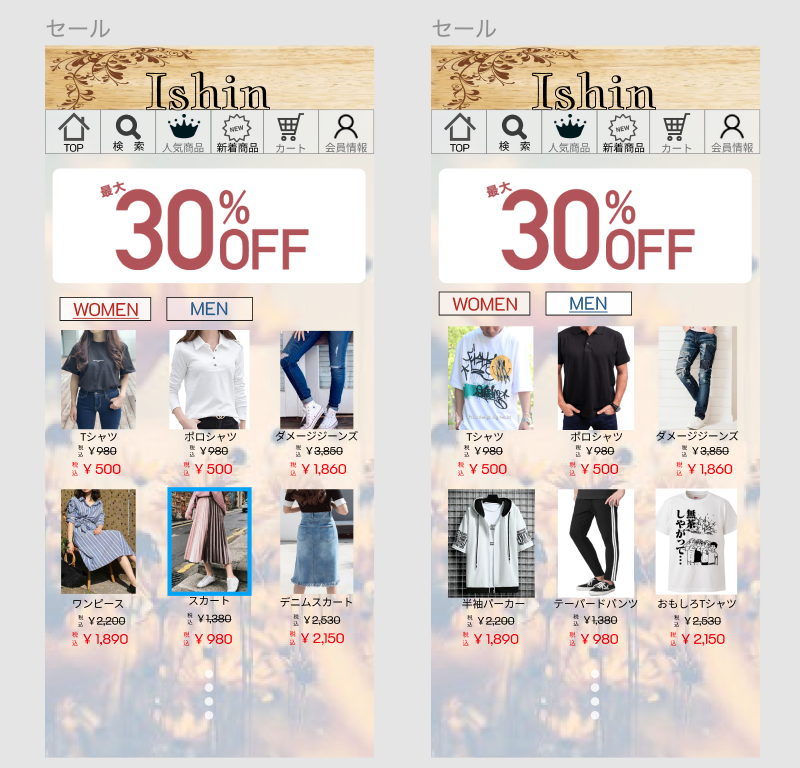 セール
Ishin
TOP 検 索 人気商品 NEW 新着商品 カート 会員情報
最大
30% OFF
WOMEN MEN
Tシャツ ポロシャツ ダメージジーンズ
税込 ¥980 税込 ¥980 税込 ¥3,850
税込 ¥500 税込 ¥500 税込 ¥1,860
ワンピース スカート デニムスカート
税込 ¥2,200 税込 ¥1,380 税込 ¥2,530
税込 ¥1,890 税込 ¥980 税込 ¥2,150
セール
Ishin
TOP 検 索 人気商品 NEW 新着商品 カート 会員情報
最大
30% OFF
WOMEN MEN
Tシャツ ポロシャツ ダメージジーンズ
税込 ¥980 税込 ¥980 税込 ¥3,850
税込 ¥500 税込 ¥500 税込 ¥1,860
無茶
しやがって…
半袖パーカー テーパードパンツ おもしろTシャツ
税込 ¥2,200 税込 ¥1,380 税込 ¥2,530
税込 ¥1,890 税込 ¥980 税込 ¥2,150